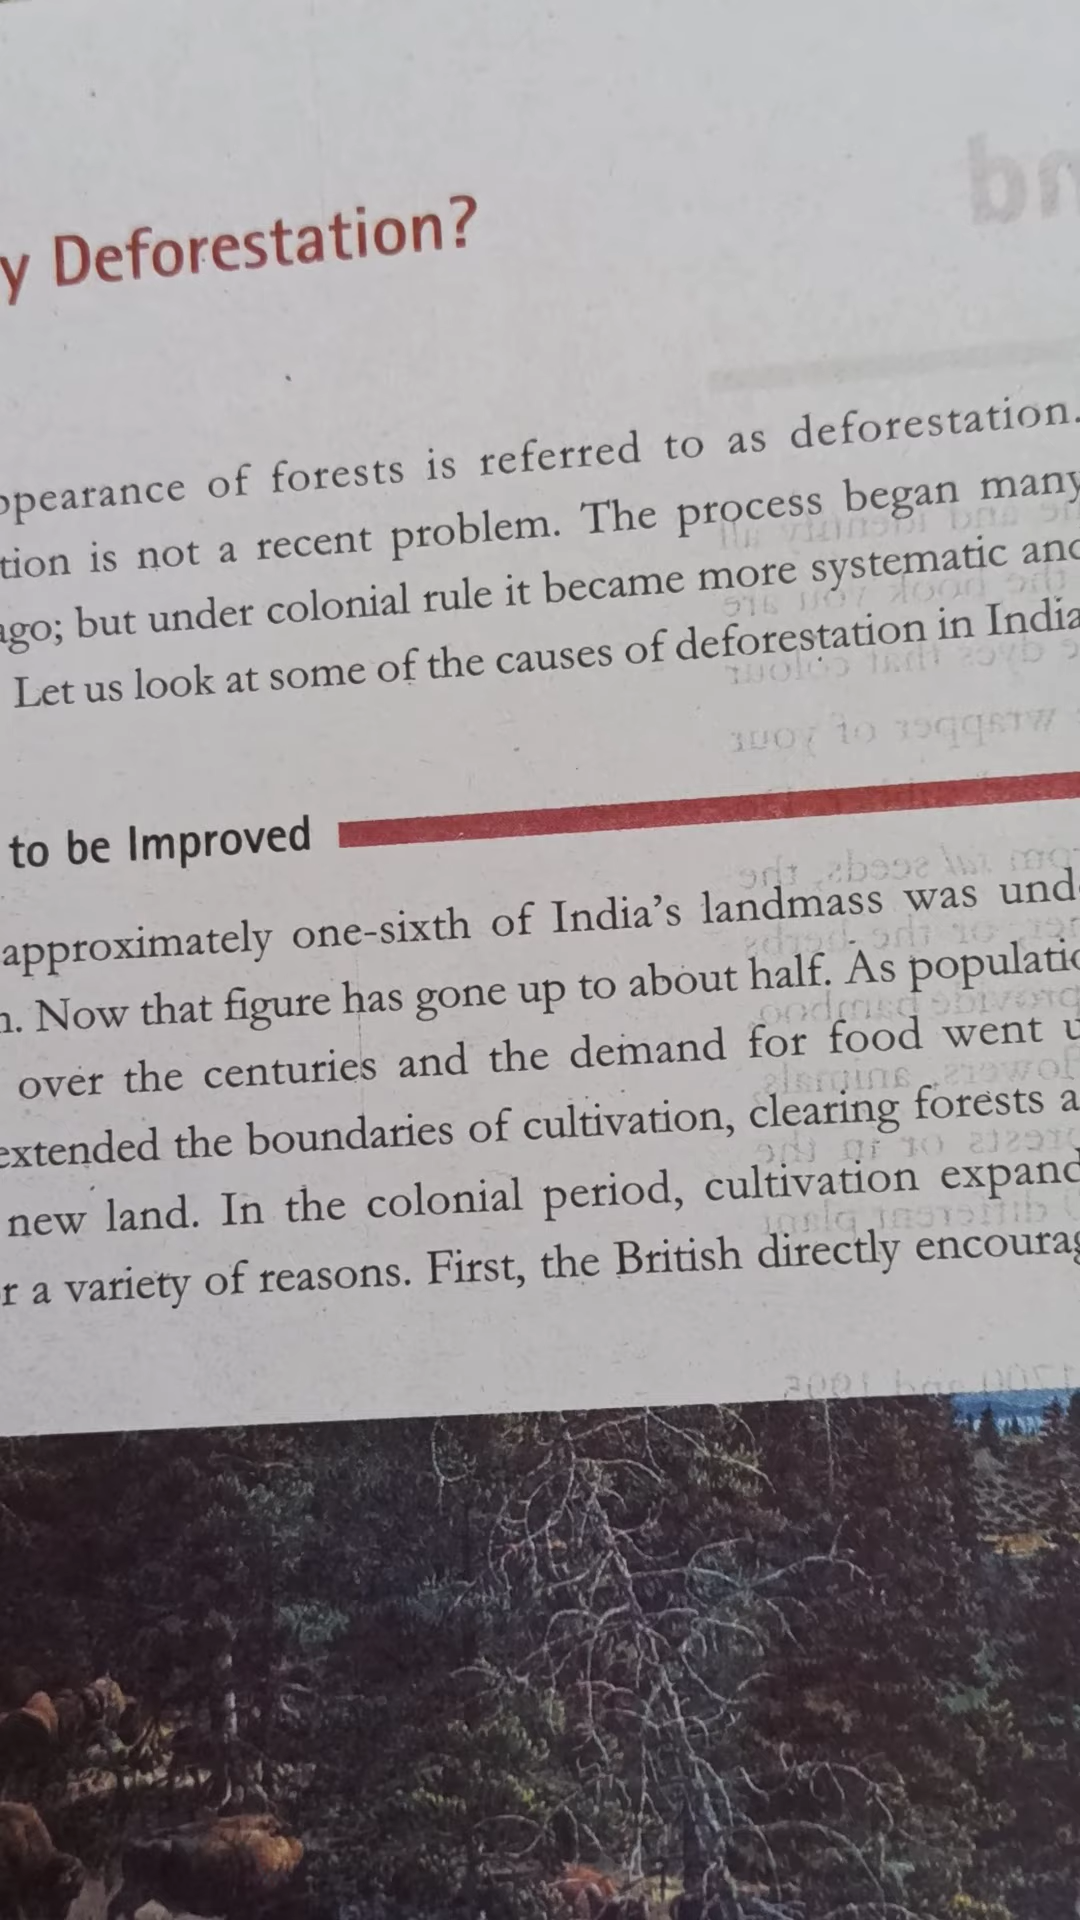 y Deforestation?
ppearance of forests is referred to as deforestation.
tion is not a recent problem. The process began many
ago; but under colonial rule it became more systematic and
Let us look at some of the causes of deforestation in India
to be Improved
approximately one-sixth of India's landmass was und
n. Now that figure has gone up to about half. As populatio
over the centuries and the demand for food went u
extended the boundaries of cultivation, clearing forests a
new land. In the colonial period, cultivation expand
r a variety of reasons. First, the British directly encourag